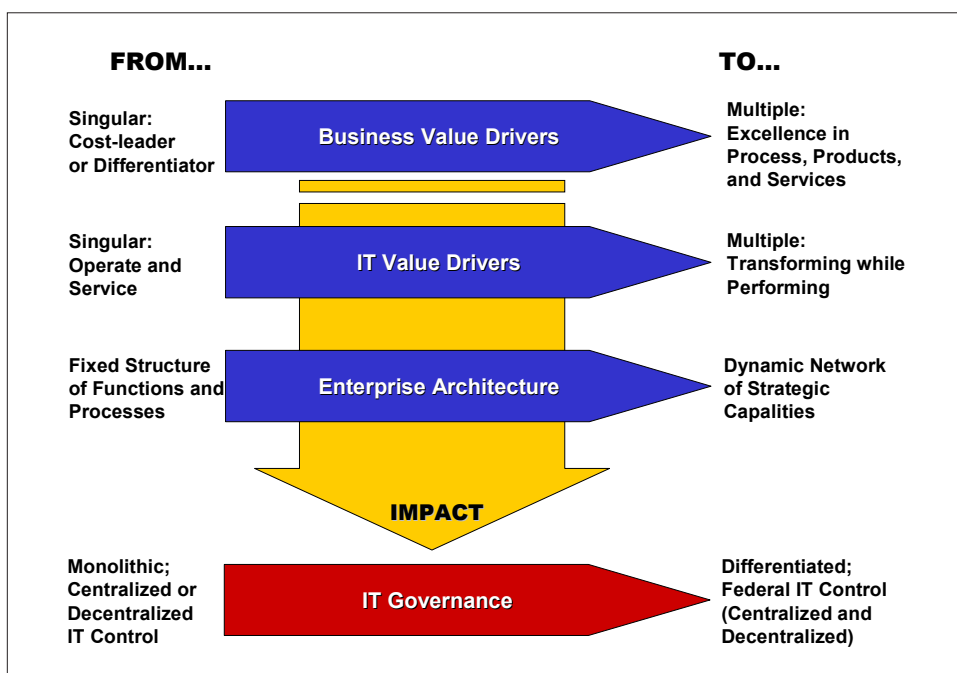 FROM...
TO...
Singular:
Cost-leader
or Differentiator
Business Value Drivers
Multiple:
Excellence in
Process, Products,
and Services
Singular:
Operate and
Service
IT Value Drivers
Multiple:
Transforming while
Performing
Fixed Structure
of Functions and
Processes
Enterprise Architecture
Dynamic Network
of Strategic
Capalities
IMPACT
Monolithic;
Centralized or
Decentralized
IT Control
IT Governance
Differentiated;
Federal IT Control
(Centralized and
Decentralized)